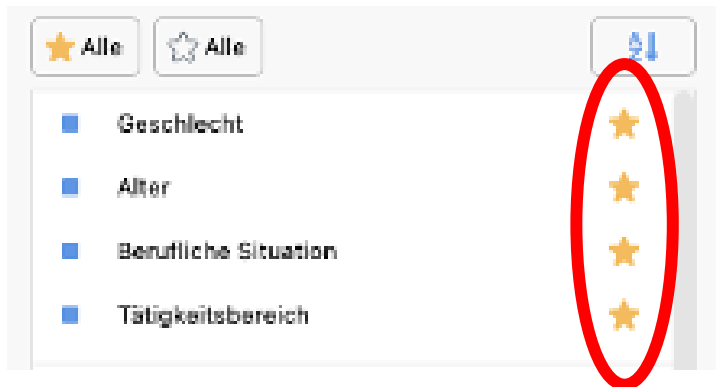 Alle Alle
Geschlecht
Alter
Berufliche Situation
Tätigkeitsbereich